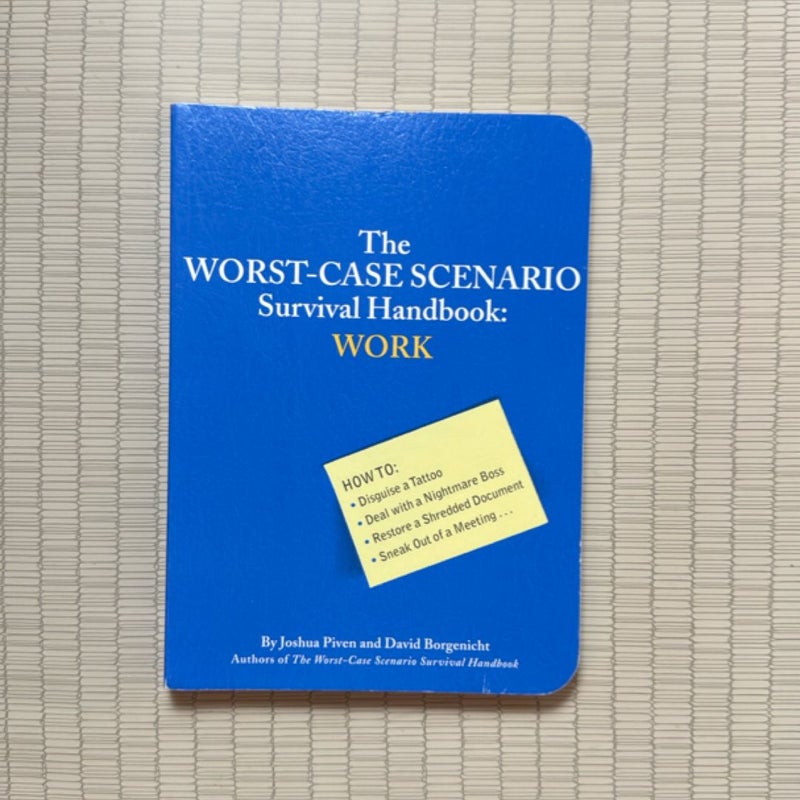 The
WORST-CASE SCENARIO
Survival Handbook:
WORK
HOW TO:
• Disguise a Tattoo
• Deal with a Nightmare Boss
• Restore a Shredded Document
• Sneak Out of a Meeting . . .
By Joshua Piven and David Borgenicht
Authors of The Worst-Case Scenario Survival Handbook